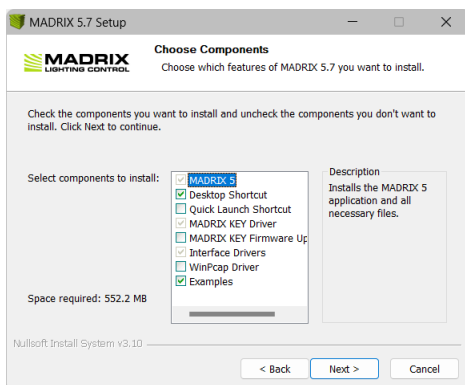 MADRIX 5.7 Setup
MADRIX
LIGHTING CONTROL
Choose Components
Choose which features of MADRIX 5.7 you want to install.
Check the components you want to install and uncheck the components you don't want to
install. Click Next to continue.
Select components to install:
MADRIX 5
Desktop Shortcut
Quick Launch Shortcut
MADRIX KEY Driver
MADRIX KEY Firmware Up
Interface Drivers
WinPcap Driver
Examples
Description
Installs the MADRIX 5
application and all
necessary files.
Space required: 552.2 MB
Nullsoft Install System v3.10
< Back
Next >
Cancel